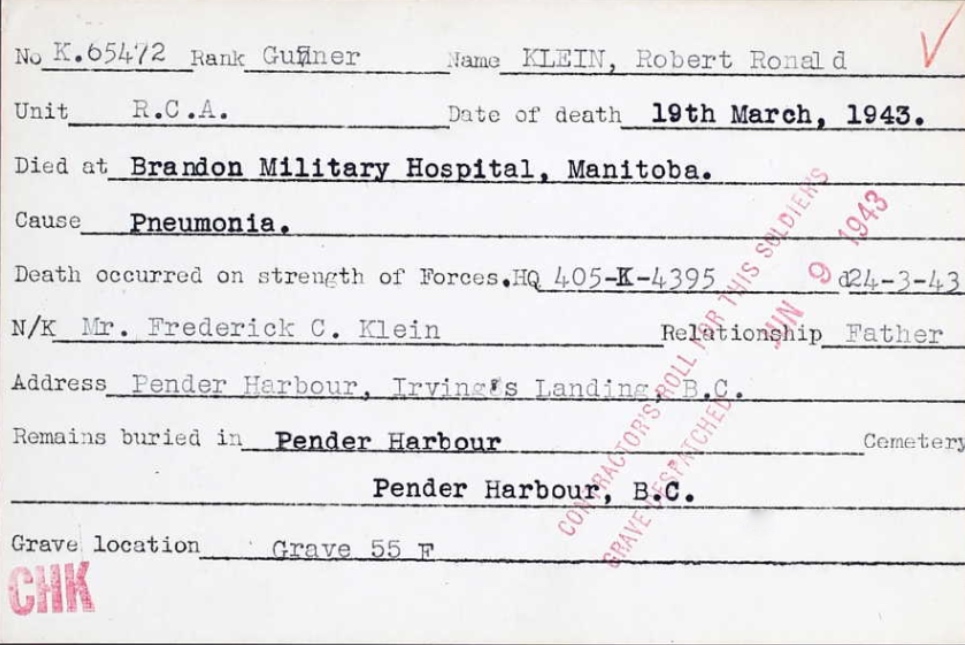 No K.65472 Rank Gunner Name KLEIN, Robert Ronald
Unit R.C.A. Date of death 19th March, 1943.
Died at Brandon Military Hospital, Manitoba.
Cause Pneumonia.
Death occurred on strength of Forces.HQ 405-K-4395 d24-3-43
N/K Mr. Frederick C. Klein Relationship Father
Address Pender Harbour, Irving's Landing, B.C.
Remains buried in Pender Harbour Cemetery
Pender Harbour, B.C.
Grave location Grave 55 F
CONTRACTOR'S ROLL FOR THIS SOLDIER'S
GRAVE DESPATCHED JUN 9 1943
CHK